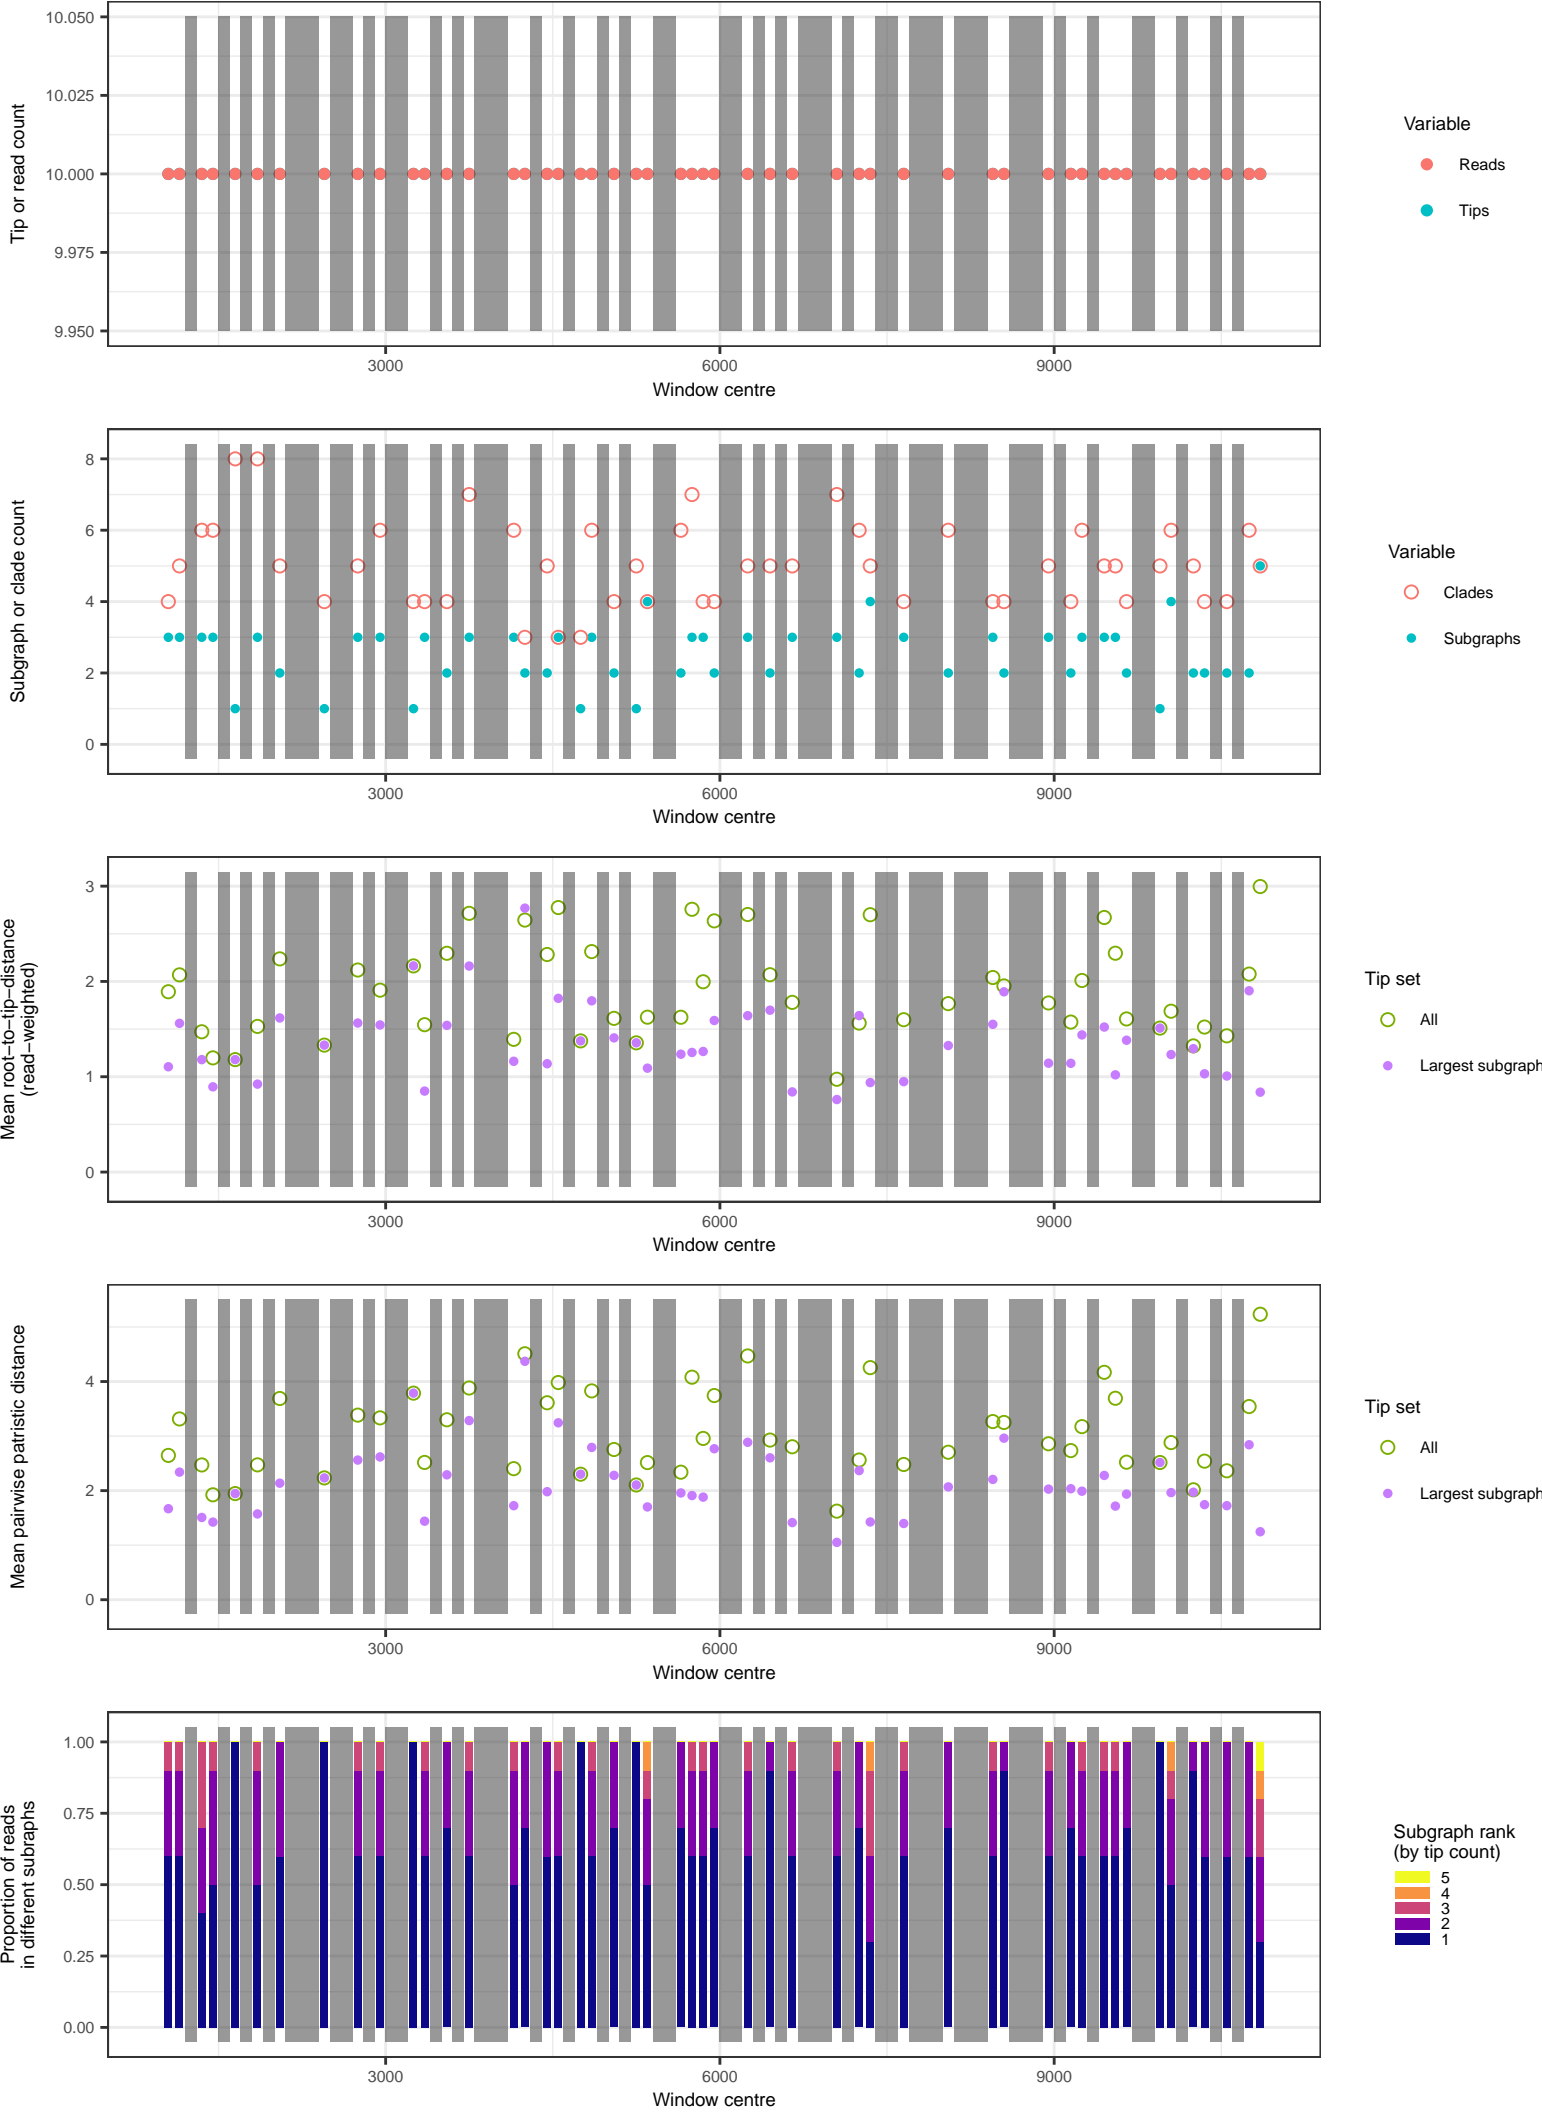 10.050
10.025
10.000
9.975
9.950
Tip or read count
3000
6000
9000
Window centre
Variable
Reads
Tips
8
6
4
2
0
Subgraph or clade count
3000
6000
9000
Window centre
Variable
Clades
Subgraphs
3
2
1
0
Mean root−to−tip−distance
(read−weighted)
3000
6000
9000
Window centre
Tip set
All
Largest subgraph
4
2
0
Mean pairwise patristic distance
3000
6000
9000
Window centre
Tip set
All
Largest subgraph
1.00
0.75
0.50
0.25
0.00
Proportion of reads
in different subraphs
3000
6000
9000
Window centre
Subgraph rank
(by tip count)
5
4
3
2
1